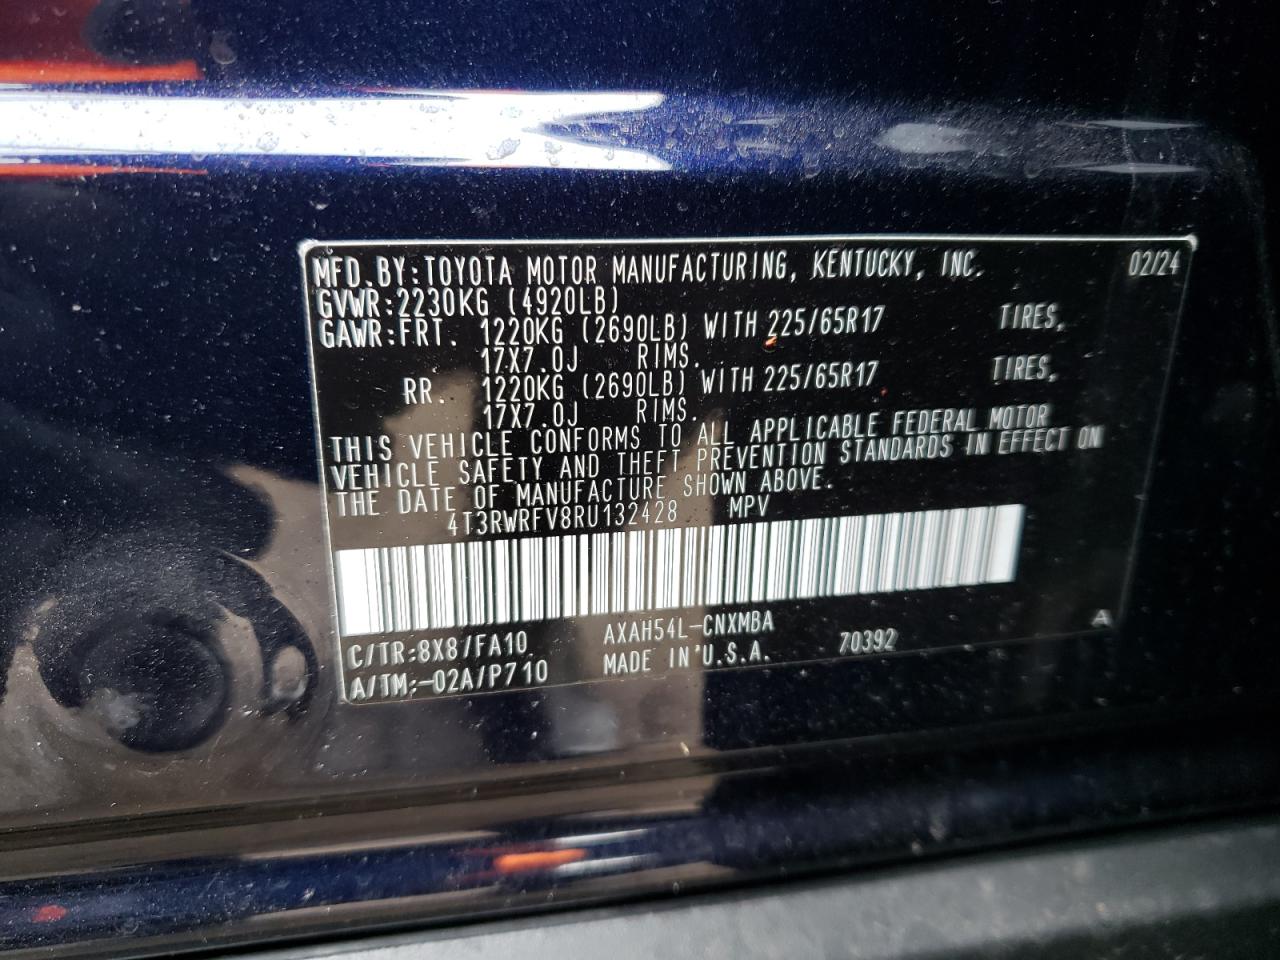 MFD.BY:TOYOTA MOTOR MANUFACTURING, KENTUCKY, INC. 02/24
GVWR:2230KG (4920LB)
GAWR:FRT. 1220KG (2690LB) WITH 225/65R17 TIRES,
17X7.0J RIMS.
RR. 1220KG (2690LB) WITH 225/65R17 TIRES,
17X7.0J RIMS.
THIS VEHICLE CONFORMS TO ALL APPLICABLE FEDERAL MOTOR
VEHICLE SAFETY AND THEFT PREVENTION STANDARDS IN EFFECT ON
THE DATE OF MANUFACTURE SHOWN ABOVE.
4T3RWRFV8RU132428 MPV
C/TR:8X8/FA10 AXAH54L-CNXMBA A
A/TM:-02A/P710 MADE IN U.S.A. 70392